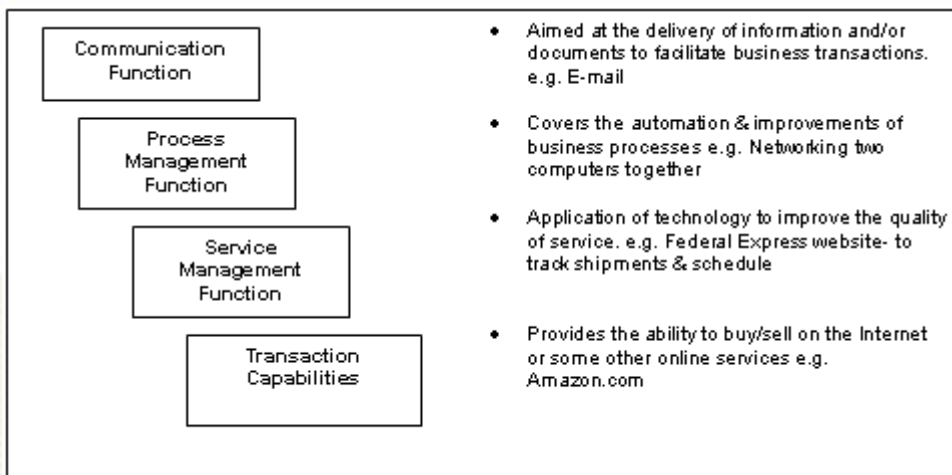 Communication
Function
• Aimed at the delivery of information and/or
documents to facilitate business transactions.
e.g. E-mail
Process
Management
Function
• Covers the automation & improvements of
business processes e.g. Networking two
computers together
Service
Management
Function
• Application of technology to improve the quality
of service. e.g. Federal Express website- to
track shipments & schedule
Transaction
Capabilities
• Provides the ability to buy/sell on the Internet
or some other online services e.g.
Amazon.com